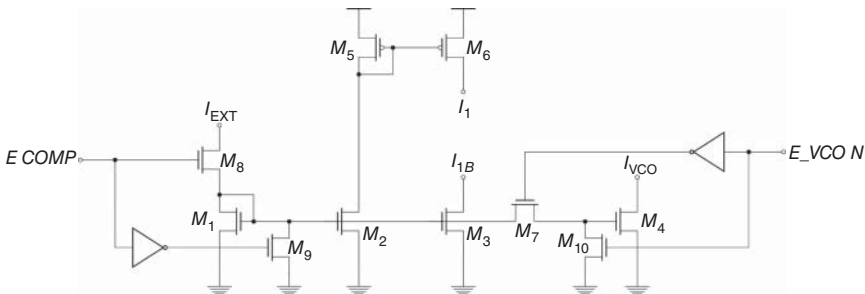 M5
M6
I1
IEXT
E COMP
M8
I1B
IVCO
E_VCO N
M1
M9
M2
M3
M7
M10
M4